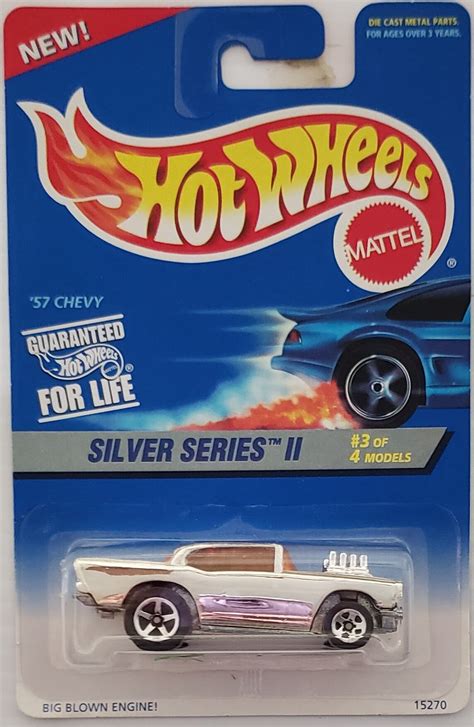 NEW!
DIE CAST METAL PARTS.
FOR AGES OVER 3 YEARS.
HOT WHEELS
MATTEL
®
'57 CHEVY
GUARANTEED
Hot Wheels
FOR LIFE
SILVER SERIES™ II
#3 OF
4 MODELS
BIG BLOWN ENGINE!
15270